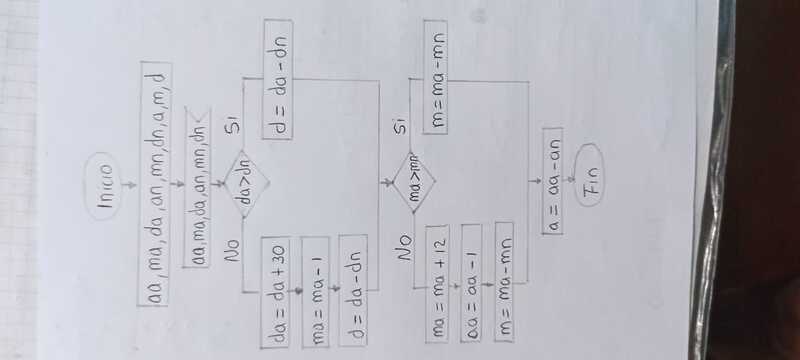 Inicio
aa, ma, da, an, mn, dn, a, m, d
aa, ma, da, an, mn, dn
No
da > dn
Si
da = da + 30
d = da - dn
ma = ma - 1
d = da - dn
No
ma > mn
Si
ma = ma + 12
m = ma - mn
aa = aa - 1
m = ma - mn
a = aa - an
Fin